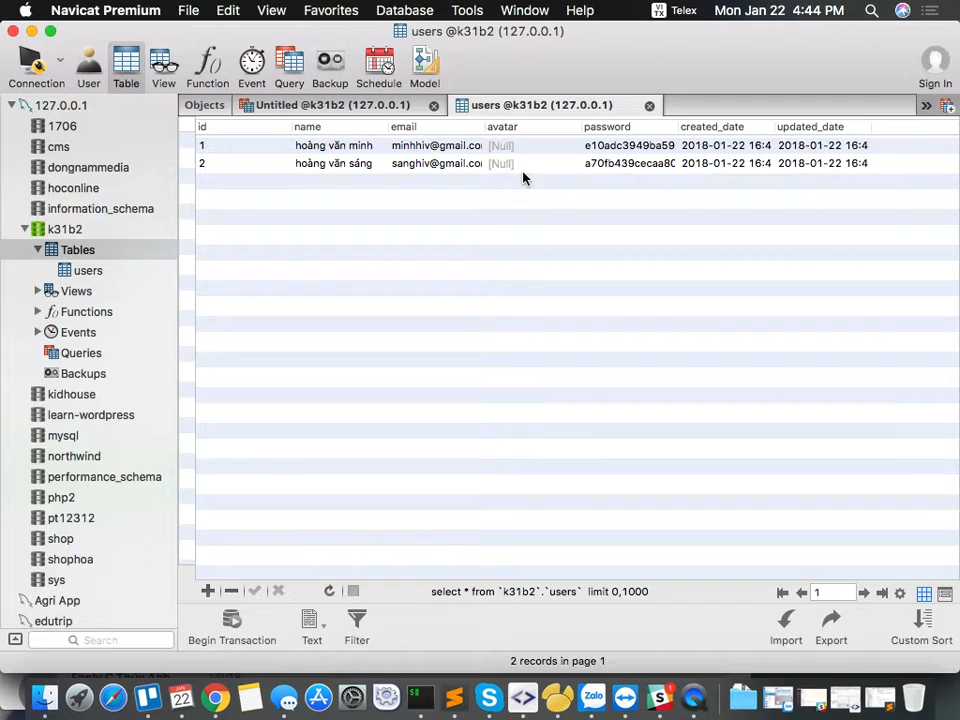 Navicat Premium File Edit View Favorites Database Tools Window Help VI TX Telex Mon Jan 22 4:44 PM
users @k31b2 (127.0.0.1)
Connection User Table View Function Event Query Backup Schedule Model Sign In
127.0.0.1
1706
cms
dongnammedia
hoconline
information_schema
k31b2
Tables
users
Views
Functions
Events
Queries
Backups
kidhouse
learn-wordpress
mysql
northwind
performance_schema
php2
pt12312
shop
shophoa
sys
Agri App
edutrip
Search
Objects Untitled @k31b2 (127.0.0.1) users @k31b2 (127.0.0.1)
id name email avatar password created_date updated_date
1 hoàng văn minh minhhiv@gmail.co [Null] e10adc3949ba59 2018-01-22 16:4 2018-01-22 16:4
2 hoàng văn sáng sanghiv@gmail.co [Null] a70fb439cecaa80 2018-01-22 16:4 2018-01-22 16:4
select * from `k31b2`.`users` limit 0,1000 1
Begin Transaction Text Filter Import Export Custom Sort
2 records in page 1
22
Zalo